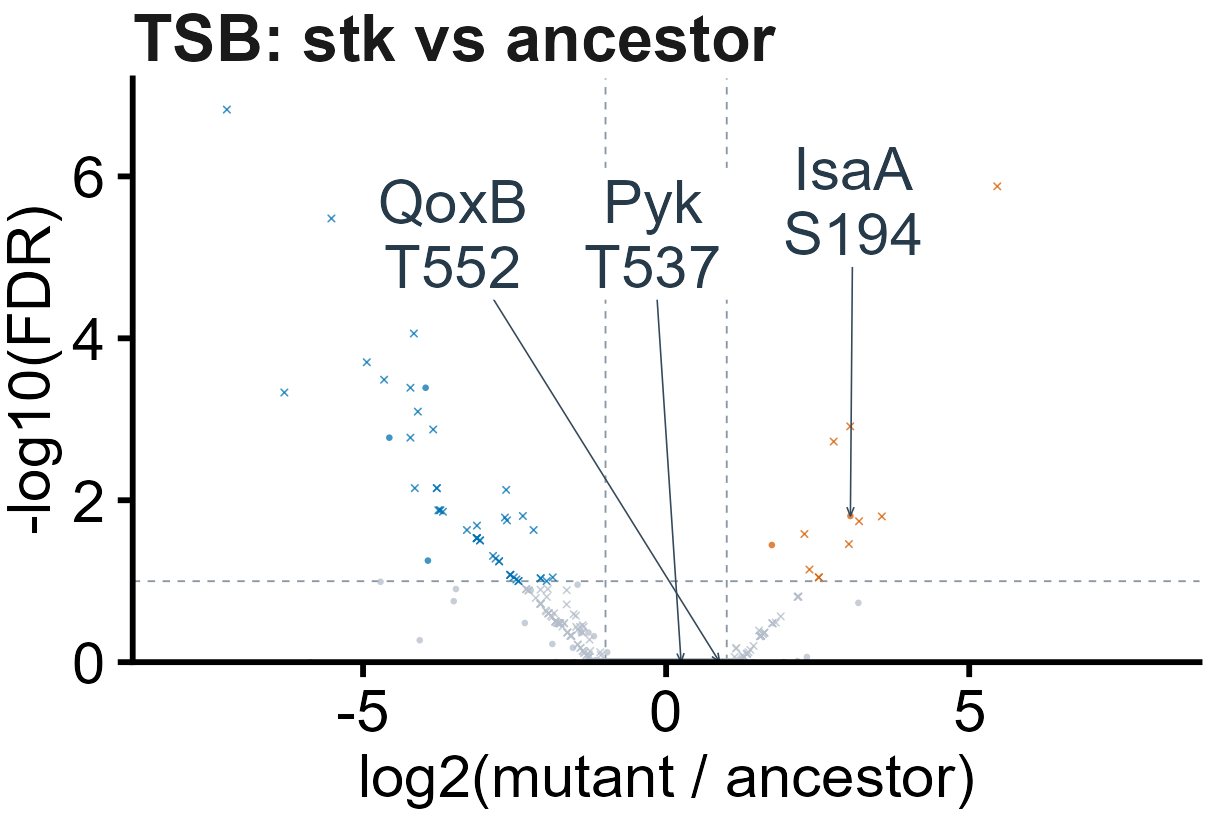 TSB: stk vs ancestor
-log10(FDR)
6
4
2
0
QoxB
T552
Pyk
T537
IsaA
S194
-5
0
5
log2(mutant / ancestor)